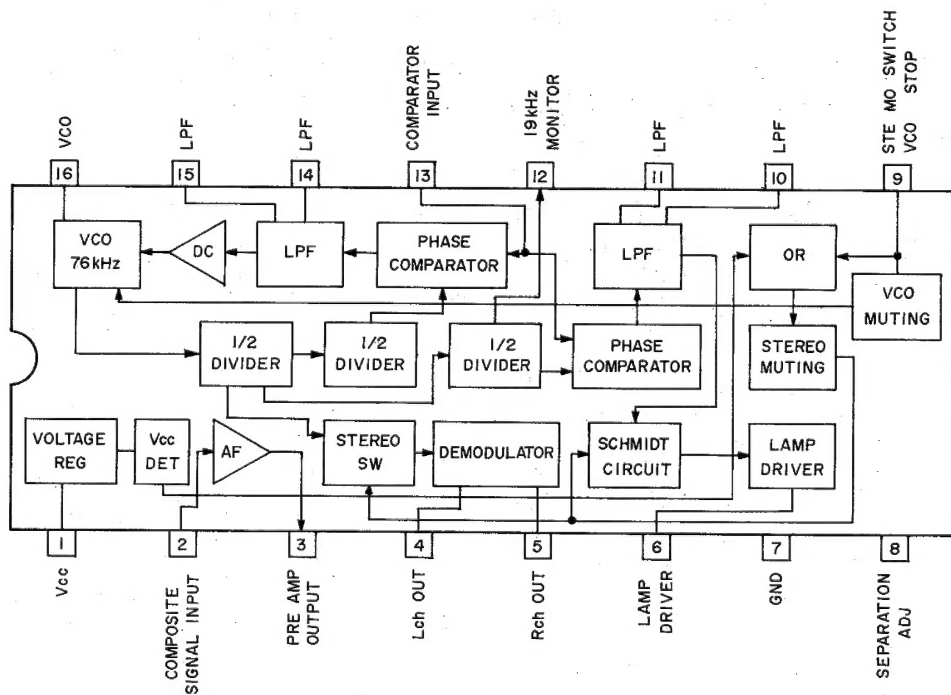 VCO
LPF
LPF
COMPARATOR
INPUT
19kHz
MONITOR
LPF
LPF
STE MO SWITCH
VCO STOP
16
15
14
13
12
11
10
9
VCO
76kHz
DC
LPF
PHASE
COMPARATOR
LPF
OR
VCO
MUTING
1/2
DIVIDER
1/2
DIVIDER
1/2
DIVIDER
PHASE
COMPARATOR
STEREO
MUTING
VOLTAGE
REG
Vcc
DET
AF
STEREO
SW
DEMODULATOR
SCHMIDT
CIRCUIT
LAMP
DRIVER
1
2
3
4
5
6
7
8
Vcc
COMPOSITE
SIGNAL INPUT
PRE AMP
OUTPUT
Lch OUT
Rch OUT
LAMP
DRIVER
GND
SEPARATION
ADJ